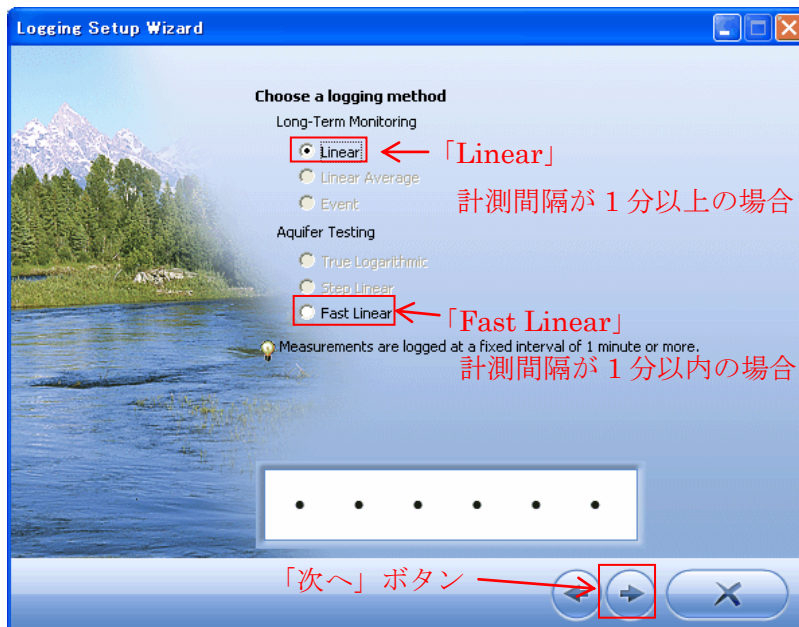 Logging Setup Wizard
Choose a logging method
Long-Term Monitoring
Linear
「Linear」
Linear Average
Event
計測間隔が 1 分以上の場合
Aquifer Testing
True Logarithmic
Step Linear
Fast Linear
「Fast Linear」
Measurements are logged at a fixed interval of 1 minute or more.
計測間隔が 1 分以内の場合
「次へ」ボタン